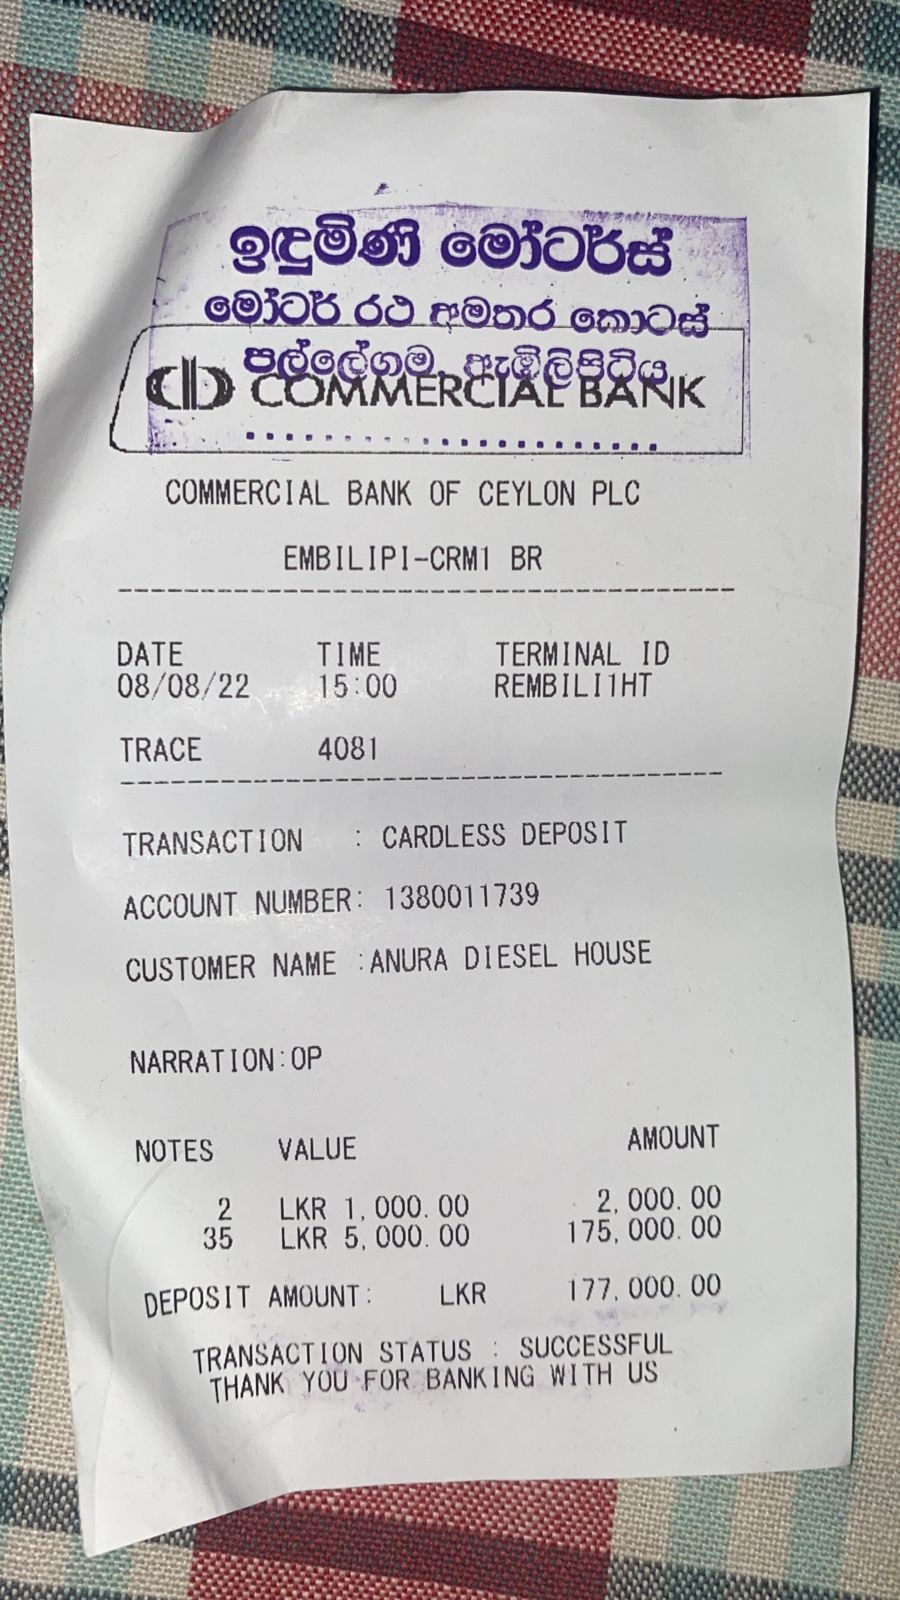 ඉඳුමිණි මෝටර්ස්
මෝටර් රථ අමතර කොටස්
පල්ලේගම, ඇඹිලිපිටිය
COMMERCIAL BANK
COMMERCIAL BANK OF CEYLON PLC
EMBILIPI-CRM1 BR
DATE TIME TERMINAL ID
08/08/22 15:00 REMBILI1HT
TRACE 4081
TRANSACTION : CARDLESS DEPOSIT
ACCOUNT NUMBER: 1380011739
CUSTOMER NAME :ANURA DIESEL HOUSE
NARRATION:OP
NOTES VALUE AMOUNT
2 LKR 1,000.00 2,000.00
35 LKR 5,000.00 175,000.00
DEPOSIT AMOUNT: LKR 177,000.00
TRANSACTION STATUS : SUCCESSFUL
THANK YOU FOR BANKING WITH US